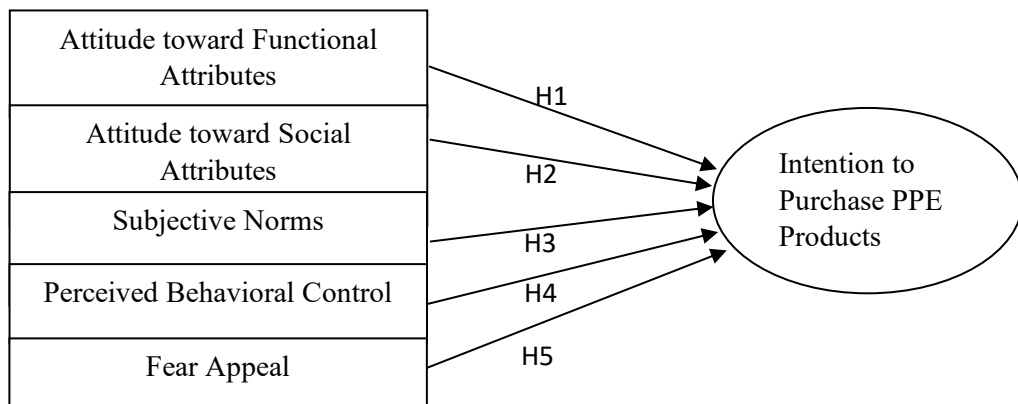 Attitude toward Functional
Attributes
H1
Attitude toward Social
Attributes
H2
Subjective Norms
H3
Perceived Behavioral Control
H4
Fear Appeal
H5
Intention to
Purchase PPE
Products